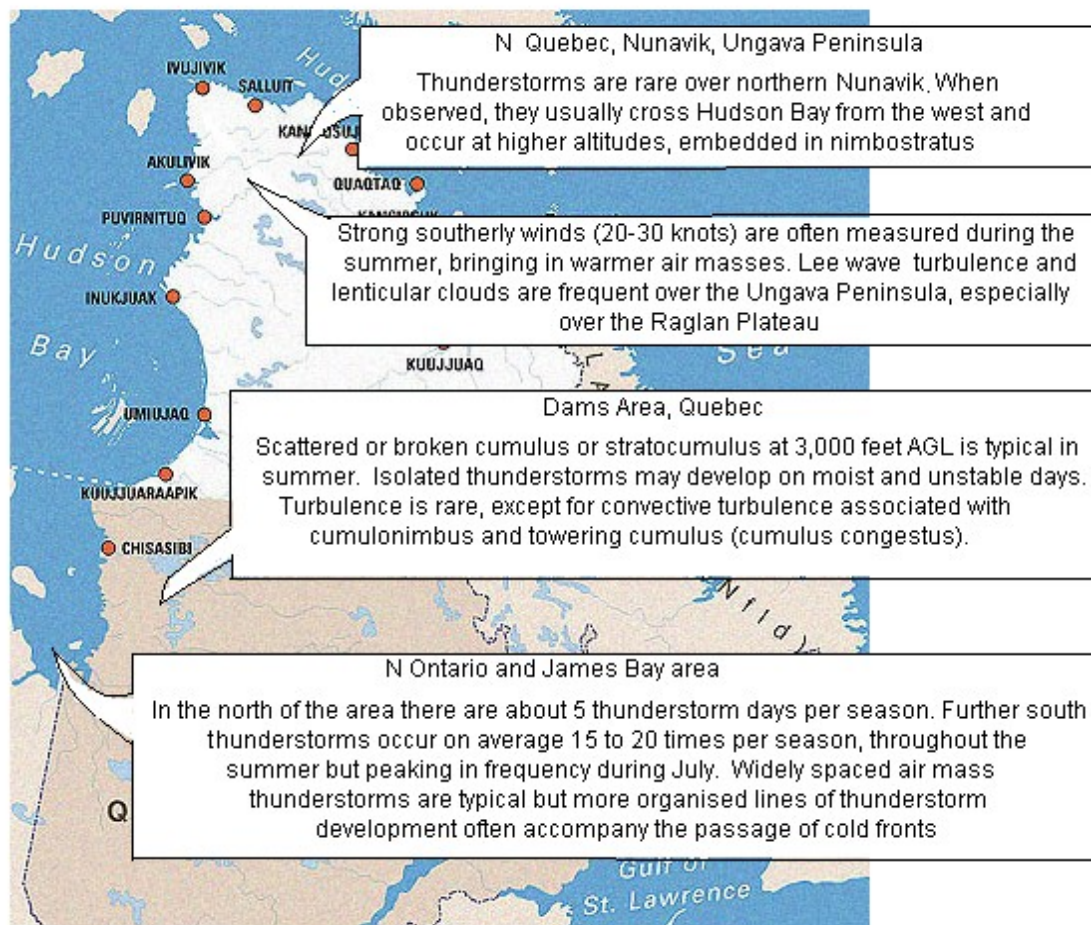 N Quebec, Nunavik, Ungava Peninsula
Thunderstorms are rare over northern Nunavik. When
observed, they usually cross Hudson Bay from the west and
occur at higher altitudes, embedded in nimbostratus
IVUJIVIK
SALLUIT
AKULIVIK
QUAQTAQ
PUVIRNITUQ
Strong southerly winds (20-30 knots) are often measured during the
summer, bringing in warmer air masses. Lee wave turbulence and
lenticular clouds are frequent over the Ungava Peninsula, especially
over the Raglan Plateau
Hudson
INUKJUAK
Bay
Sea
KUUJJUAQ
UMIUJAQ
Dams Area, Quebec
Scattered or broken cumulus or stratocumulus at 3,000 feet AGL is typical in
summer. Isolated thunderstorms may develop on moist and unstable days.
Turbulence is rare, except for convective turbulence associated with
cumulonimbus and towering cumulus (cumulus congestus).
KUUJJUARAAPIK
CHISASIBI
Nfld
N Ontario and James Bay area
In the north of the area there are about 5 thunderstorm days per season. Further south
thunderstorms occur on average 15 to 20 times per season, throughout the
summer but peaking in frequency during July. Widely spaced air mass
thunderstorms are typical but more organised lines of thunderstorm
development often accompany the passage of cold fronts
Q
Gulf of
St. Lawrence